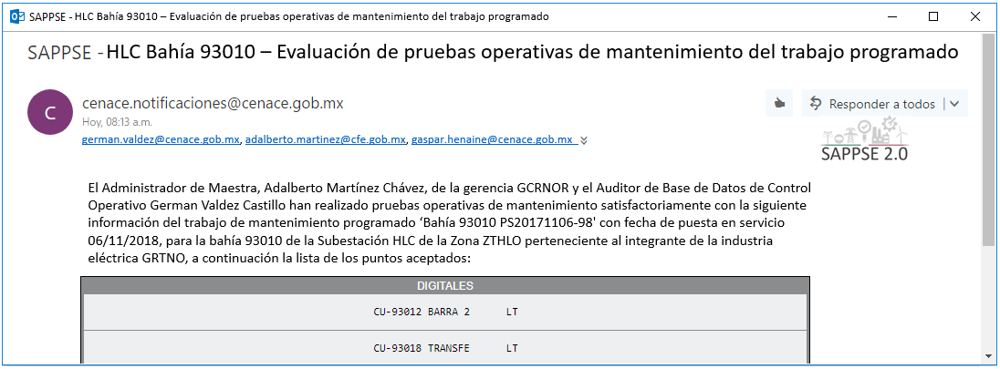 SAPPSE - HLC Bahía 93010 – Evaluación de pruebas operativas de mantenimiento del trabajo programado
SAPPSE - HLC Bahía 93010 – Evaluación de pruebas operativas de mantenimiento del trabajo programado
C
cenace.notificaciones@cenace.gob.mx
Hoy, 08:13 a.m.
Responder a todos
german.valdez@cenace.gob.mx, adalberto.martinez@cfe.gob.mx, gaspar.henaine@cenace.gob.mx
SAPPSE 2.0
El Administrador de Maestra, Adalberto Martínez Chávez, de la gerencia GCRNOR y el Auditor de Base de Datos de Control
Operativo German Valdez Castillo han realizado pruebas operativas de mantenimiento satisfactoriamente con la siguiente
información del trabajo de mantenimiento programado ‘Bahía 93010 PS20171106-98' con fecha de puesta en servicio
06/11/2018, para la bahía 93010 de la Subestación HLC de la Zona ZTHLO perteneciente al integrante de la industria
eléctrica GRTNO, a continuación la lista de los puntos aceptados:
DIGITALES
CU-93012 BARRA 2 LT
CU-93018 TRANSFE LT